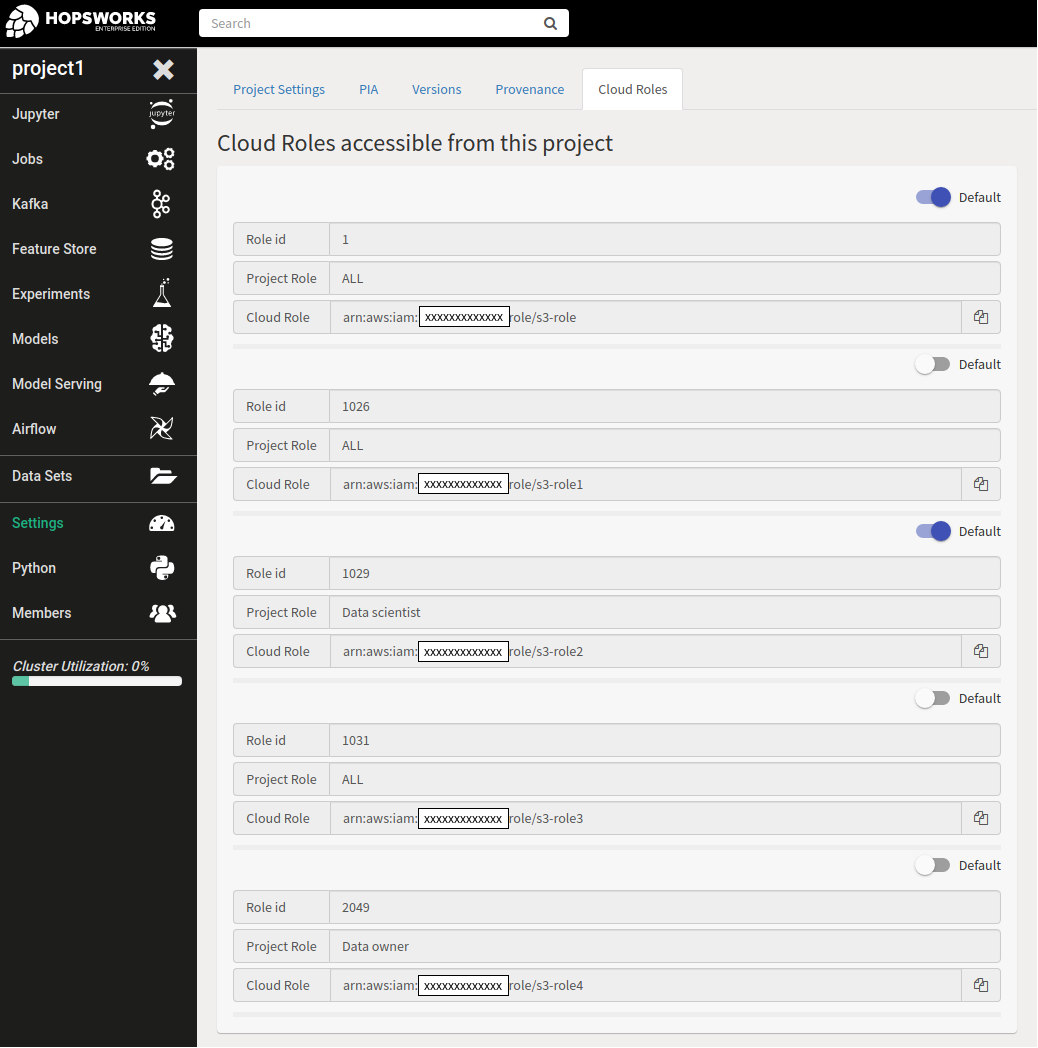 HOPSWORKS
ENTERPRISE EDITION
Search
project1
Jupyter
jupyter
Jobs
Kafka
Feature Store
Experiments
Models
Model Serving
Airflow
Data Sets
Settings
Python
Members
Cluster Utilization: 0%
Project Settings PIA Versions Provenance Cloud Roles
Cloud Roles accessible from this project
Default
Role id 1
Project Role ALL
Cloud Role arn:aws:iam: xxxxxxxxxxxxx role/s3-role
Default
Role id 1026
Project Role ALL
Cloud Role arn:aws:iam: xxxxxxxxxxxxx role/s3-role1
Default
Role id 1029
Project Role Data scientist
Cloud Role arn:aws:iam: xxxxxxxxxxxxx role/s3-role2
Default
Role id 1031
Project Role ALL
Cloud Role arn:aws:iam: xxxxxxxxxxxxx role/s3-role3
Default
Role id 2049
Project Role Data owner
Cloud Role arn:aws:iam: xxxxxxxxxxxxx role/s3-role4